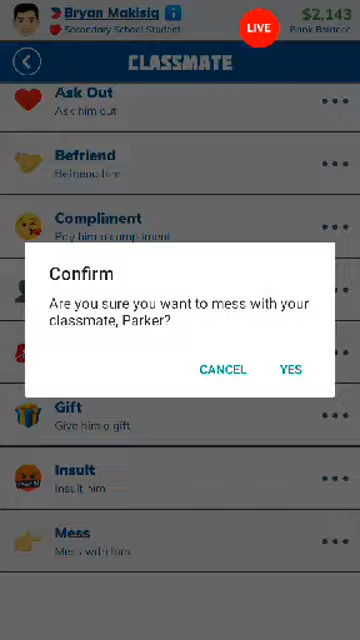 Bryan Makisig
Secondary School Student
LIVE
$2,143
Bank Balance
CLASSMATE
Ask Out
Ask him out
Befriend
Befriend him
Compliment
Pay him a compliment
Confirm
Are you sure you want to mess with your
classmate, Parker?
CANCEL YES
Gift
Give him a gift
Insult
Insult him
Mess
Mess with him